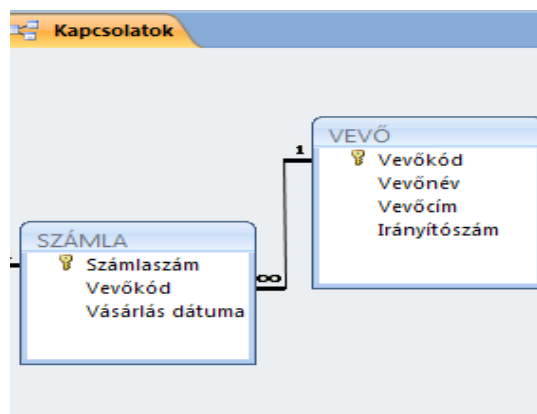 Kapcsolatok
VEVŐ
1
Vevőkód
Vevőnév
Vevőcím
Irányítószám
SZÁMLA
Számlaszám
∞
Vevőkód
Vásárlás dátuma